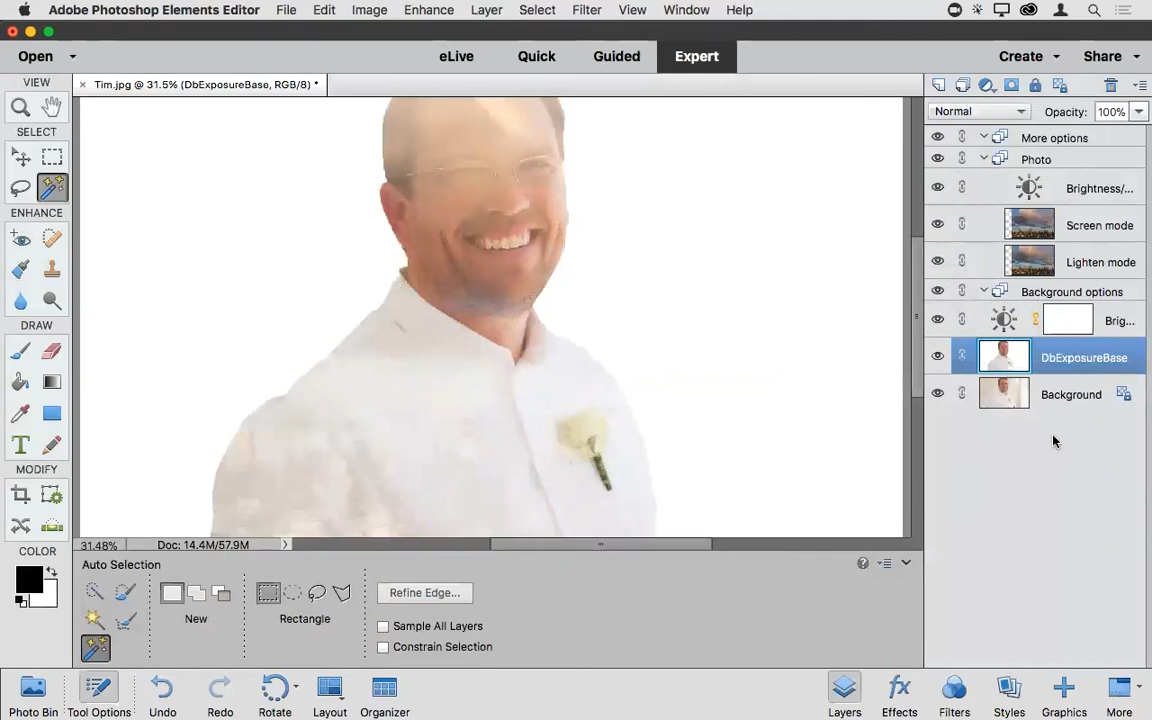 Adobe Photoshop Elements Editor File Edit Image Enhance Layer Select Filter View Window Help
Open eLive Quick Guided Expert Create Share
VIEW
Tim.jpg @ 31.5% (DbExposureBase, RGB/8) *
SELECT
ENHANCE
DRAW
T
MODIFY
COLOR
Normal Opacity: 100%
More options
Photo
Brightness/...
Screen mode
Lighten mode
Background options
Brig...
DbExposureBase
Background
31.48% Doc: 14.4M/57.9M
Auto Selection
New
Rectangle
Refine Edge...
Sample All Layers
Constrain Selection
Photo Bin Tool Options Undo Redo Rotate Layout Organizer Layers Effects Filters Styles Graphics More